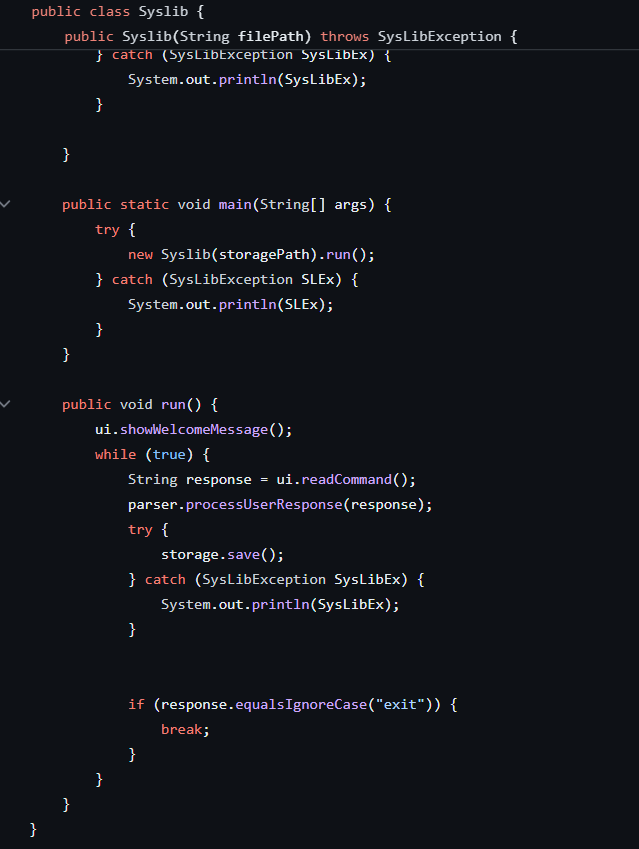 public class Syslib {
    public Syslib(String filePath) throws SysLibException {
        } catch (SysLibException SysLibEx) {
            System.out.println(SysLibEx);
        }

    }

    public static void main(String[] args) {
        try {
            new Syslib(storagePath).run();
        } catch (SysLibException SLEx) {
            System.out.println(SLEx);
        }
    }

    public void run() {
        ui.showWelcomeMessage();
        while (true) {
            String response = ui.readCommand();
            parser.processUserResponse(response);
            try {
                storage.save();
            } catch (SysLibException SysLibEx) {
                System.out.println(SysLibEx);
            }


            if (response.equalsIgnoreCase("exit")) {
                break;
            }
        }
    }
}